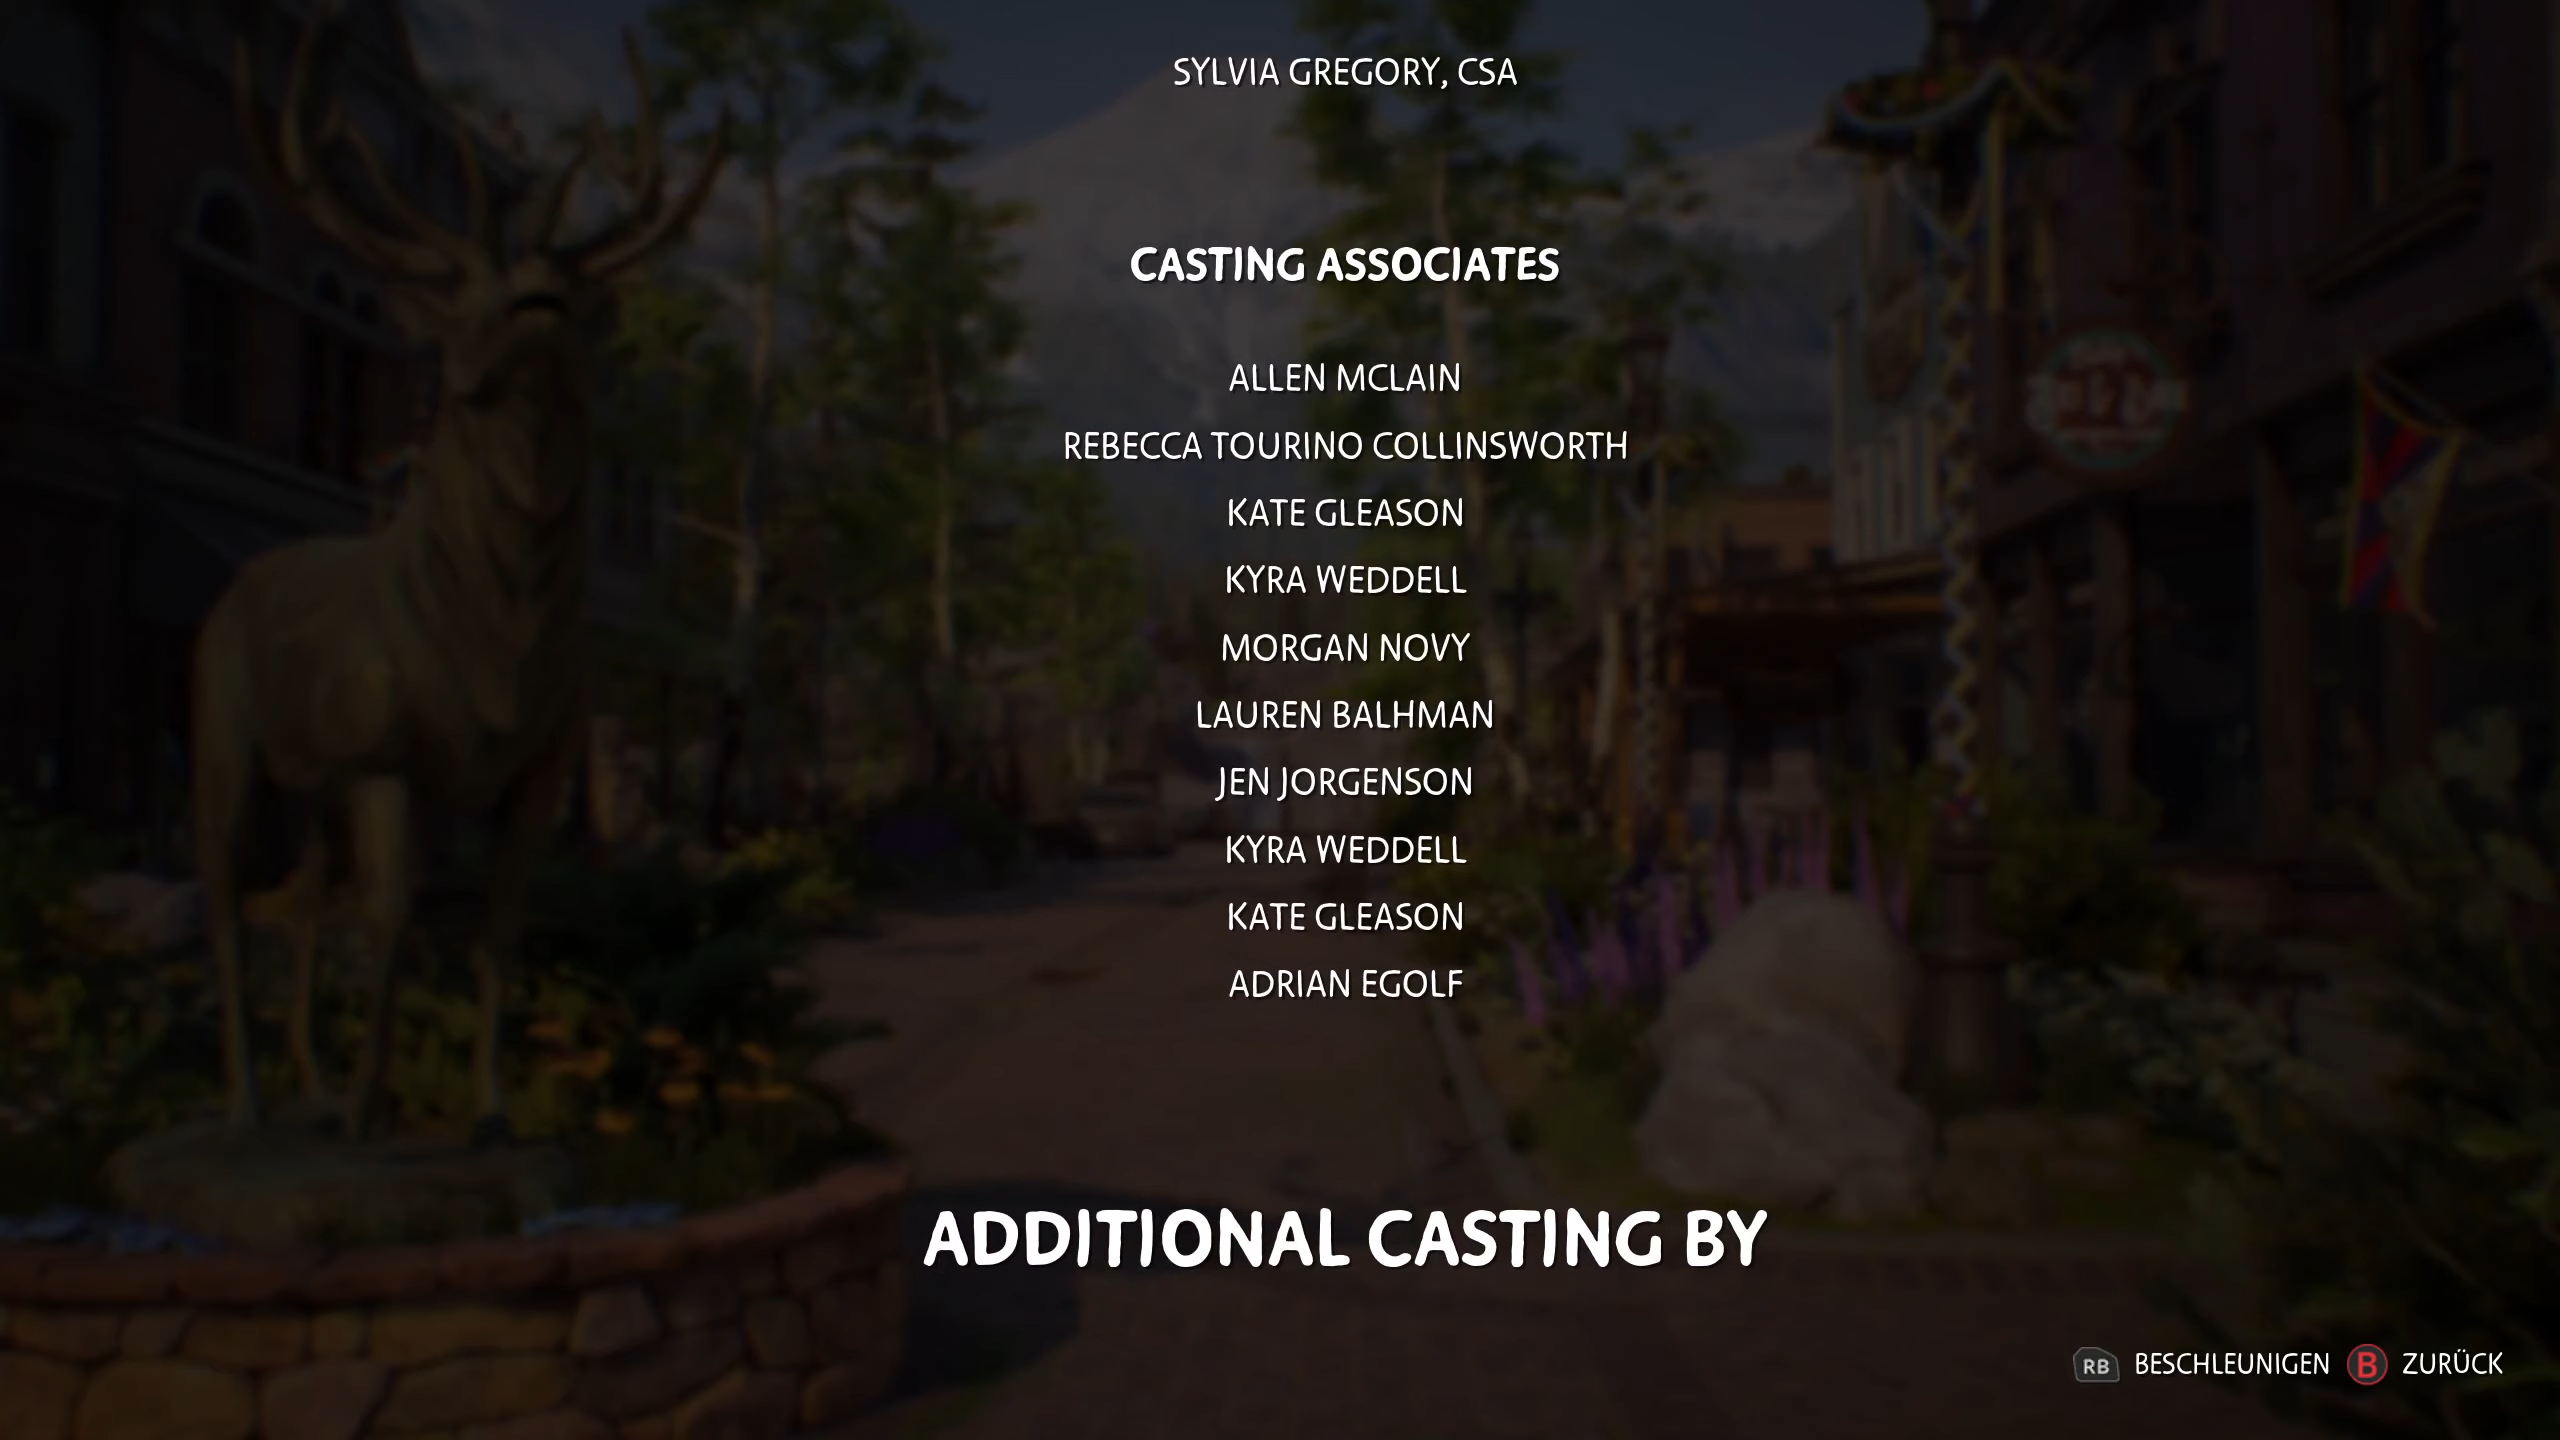 SYLVIA GREGORY, CSA
CASTING ASSOCIATES
ALLEN MCLAIN
REBECCA TOURINO COLLINSWORTH
KATE GLEASON
KYRA WEDDELL
MORGAN NOVY
LAUREN BALHMAN
JEN JORGENSON
KYRA WEDDELL
KATE GLEASON
ADRIAN EGOLF
ADDITIONAL CASTING BY
RB BESCHLEUNIGEN B ZURÜCK